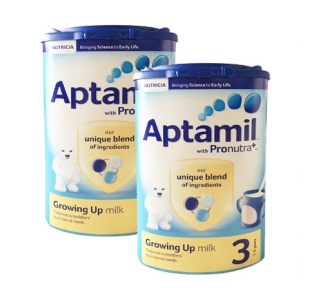 NUTRICIA Bringing Science to Early Life
Aptamil
with Pro
our
unique blend
of ingredients
Growing Up milk
NUTRICIA Bringing Science to Early Life
Aptamil
with Pronutra+
our
unique blend
of ingredients
Growing Up milk
3